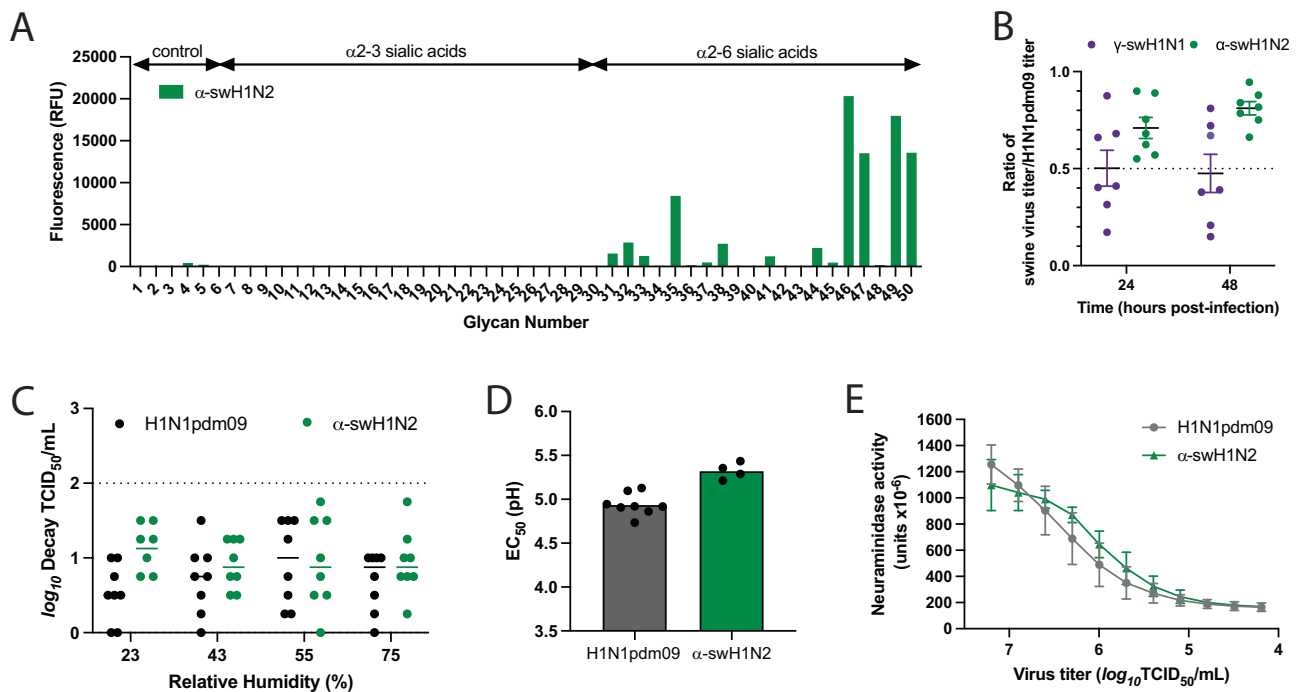 A
control
α2-3 sialic acids
α2-6 sialic acids
α-swH1N2
Fluorescence (RFU)
25000
20000
15000
10000
5000
0
1 2 3 4 5 6 7 8 9 10 11 12 13 14 15 16 17 18 19 20 21 22 23 24 25 26 27 28 29 30 31 32 33 34 35 36 37 38 39 40 41 42 43 44 45 46 47 48 49 50
Glycan Number
B
γ-swH1N1 α-swH1N2
Ratio of
swine virus titer/H1N1pdm09 titer
1.0
0.5
0.0
24 48
Time (hours post-infection)
C
H1N1pdm09 α-swH1N2
log10 Decay TCID50/mL
3
2
1
0
23 43 55 75
Relative Humidity (%)
D
EC50 (pH)
6.0
5.5
5.0
4.5
4.0
3.5
H1N1pdm09 α-swH1N2
E
H1N1pdm09
α-swH1N2
Neuraminidase activity
(units x10-6)
1600
1400
1200
1000
800
600
400
200
0
7 6 5 4
Virus titer (log10TCID50/mL)